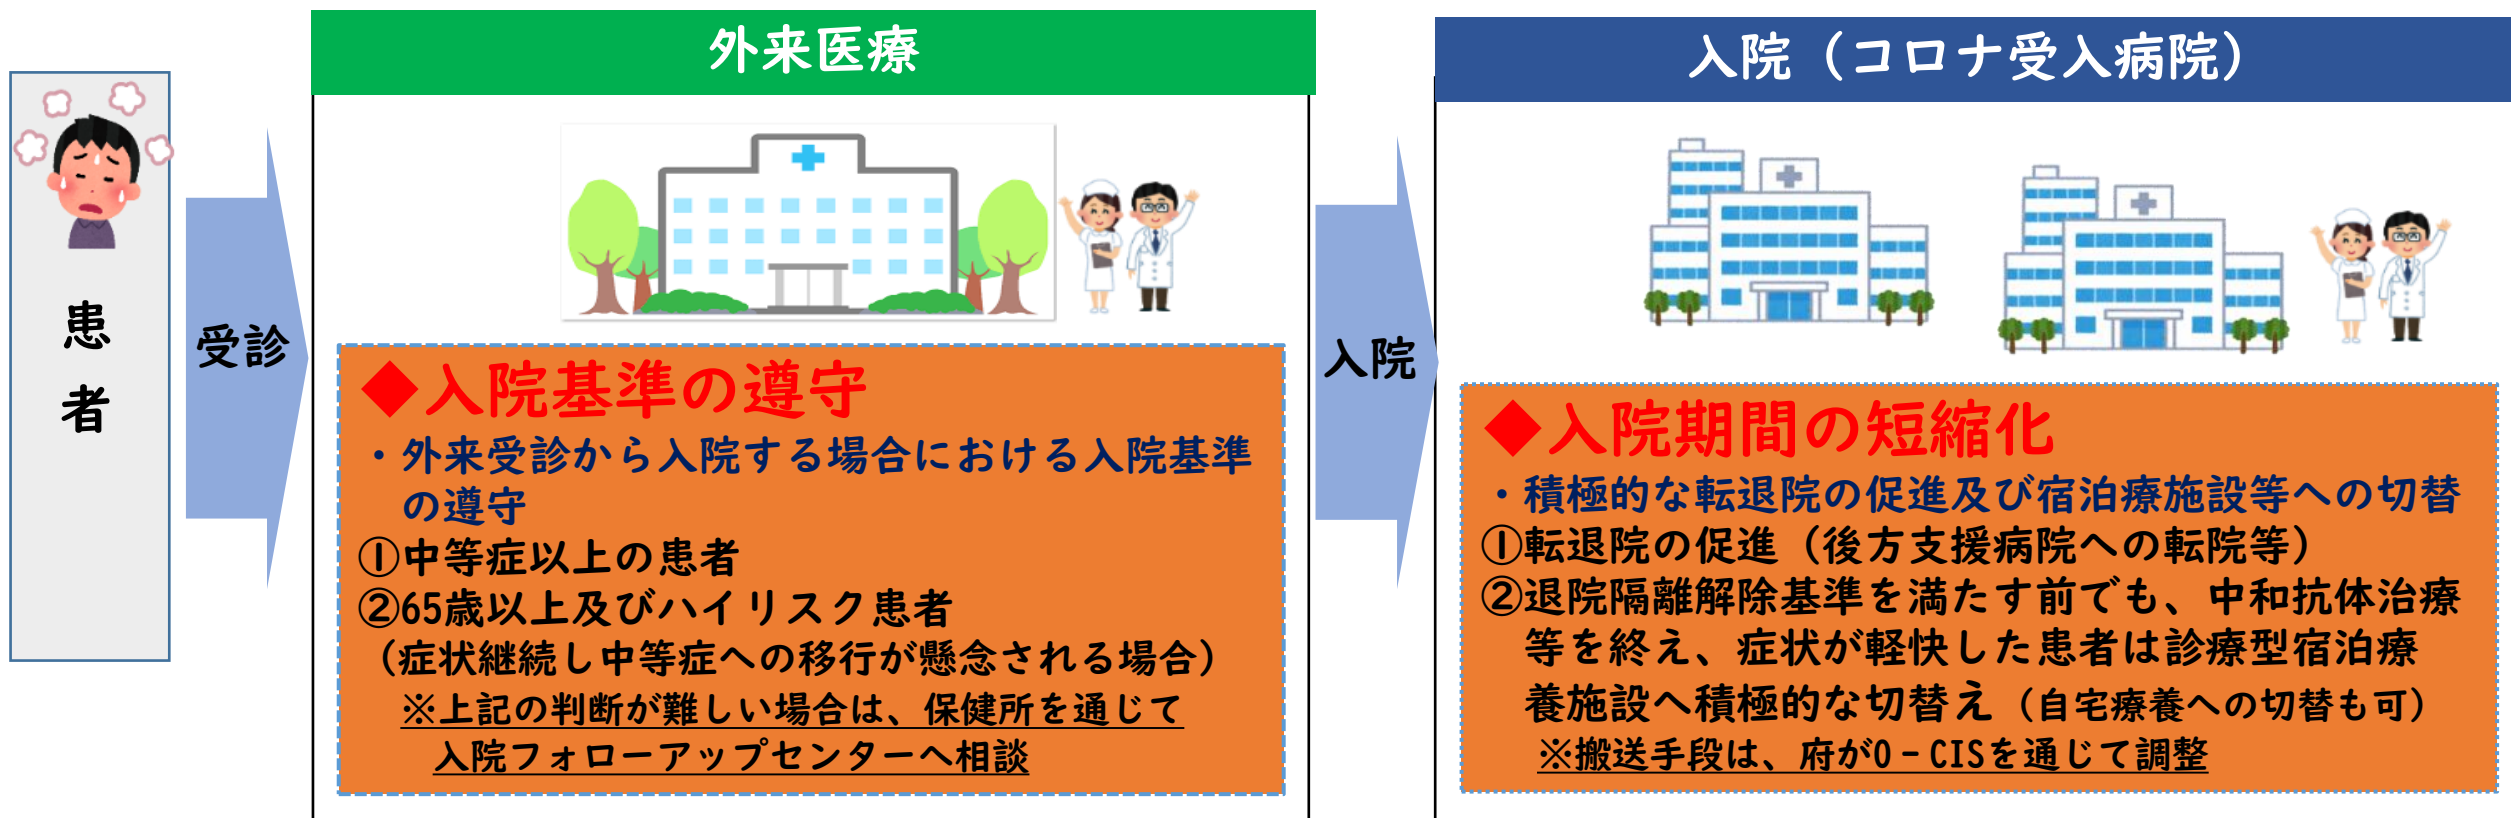 患者
受診
外来医療
◆入院基準の遵守
・外来受診から入院する場合における入院基準
の遵守
①中等症以上の患者
②65歳以上及びハイリスク患者
（症状継続し中等症への移行が懸念される場合）
※上記の判断が難しい場合は、保健所を通じて
入院フォローアップセンターへ相談
入院
入院（コロナ受入病院）
◆入院期間の短縮化
・積極的な転退院の促進及び宿泊療施設等への切替
①転退院の促進（後方支援病院への転院等）
②退院隔離解除基準を満たす前でも、中和抗体治療
等を終え、症状が軽快した患者は診療型宿泊療
養施設へ積極的な切替え（自宅療養への切替も可）
※搬送手段は、府がO－CISを通じて調整